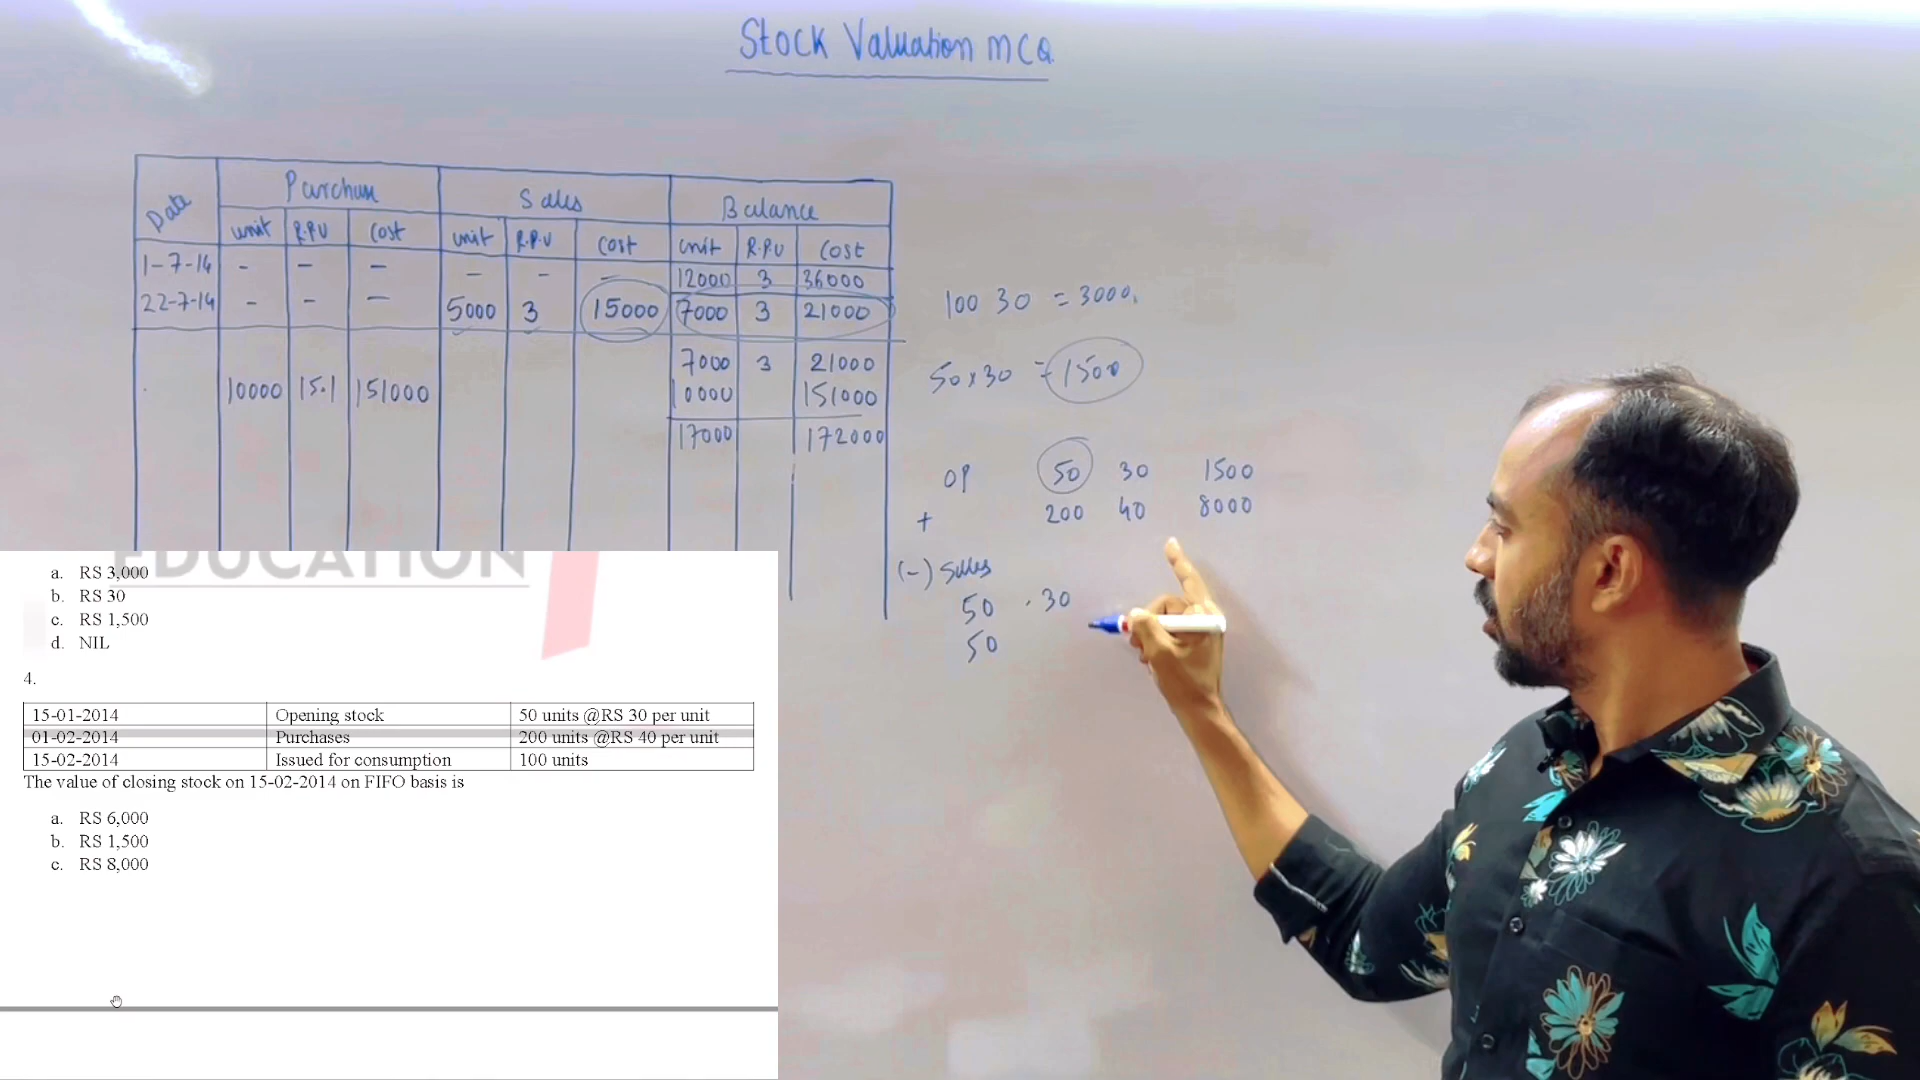 Stock Valuation MCQ.
Date Purchase Sales Balance
unit R.P.U cost unit R.P.U cost unit R.P.U cost
1-7-14 - - - - - - 12000 3 36000
22-7-14 - - - 5000 3 15000 7000 3 21000
7000 3 21000
10000 15.1 151000 10000 151000
17000 172000
100 30 = 3000.
50 x 30 = 1500
OP 50 30 1500
+ 200 40 8000
(-) Sales
50 . 30
50
EDUCATION
a. RS 3,000
b. RS 30
c. RS 1,500
d. NIL
4.
15-01-2014 Opening stock 50 units @RS 30 per unit
01-02-2014 Purchases 200 units @RS 40 per unit
15-02-2014 Issued for consumption 100 units
The value of closing stock on 15-02-2014 on FIFO basis is
a. RS 6,000
b. RS 1,500
c. RS 8,000